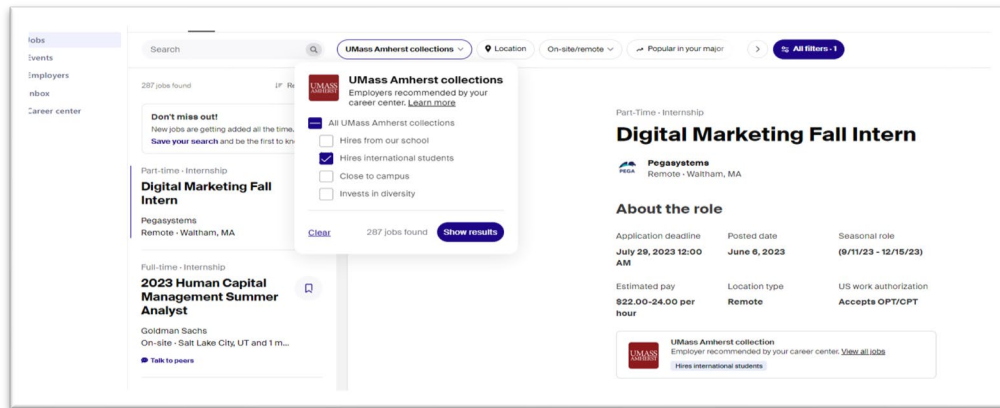 Jobs
Events
Employers
Inbox
Career center
Search
UMass Amherst collections
Location
On-site/remote
Popular in your major
All filters · 1
287 jobs found
Don't miss out!
New jobs are getting added all the time.
Save your search and be the first to
Part-time · Internship
Digital Marketing Fall
Intern
Pegasystems
Remote · Waltham, MA
Full-time · Internship
2023 Human Capital
Management Summer
Analyst
Goldman Sachs
On-site · Salt Lake City, UT and 1 m...
Talk to peers
UMASS
AMHERST
UMass Amherst collections
Employers recommended by your
career center. Learn more
All UMass Amherst collections
Hires from our school
Hires international students
Close to campus
Invests in diversity
Clear
287 jobs found
Show results
Part-Time · Internship
Digital Marketing Fall Intern
PEGA
Pegasystems
Remote · Waltham, MA
About the role
Application deadline
Posted date
Seasonal role
July 29, 2023 12:00
AM
June 6, 2023
(9/11/23 - 12/15/23)
Estimated pay
Location type
US work authorization
$22.00-24.00 per
hour
Remote
Accepts OPT/CPT
UMASS
AMHERST
UMass Amherst collection
Employer recommended by your career center. View all jobs
Hires international students